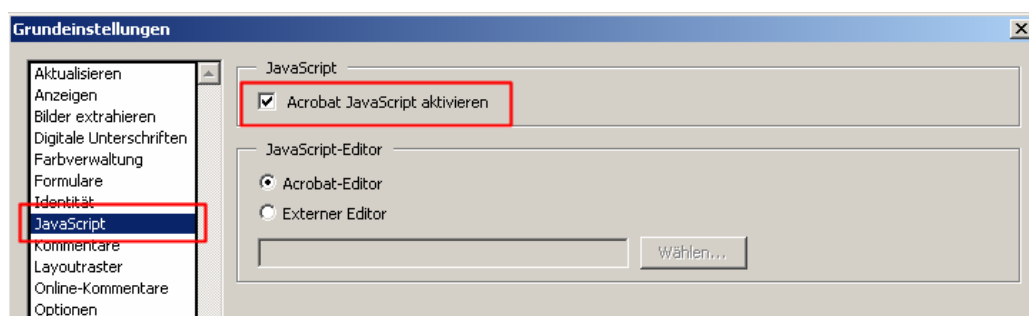 Grundeinstellungen
Aktualisieren
Anzeigen
Bilder extrahieren
Digitale Unterschriften
Farbverwaltung
Formulare
Identität
JavaScript
Kommentare
Layoutraster
Online-Kommentare
Optionen
JavaScript
Acrobat JavaScript aktivieren
JavaScript-Editor
Acrobat-Editor
Externer Editor
Wählen...